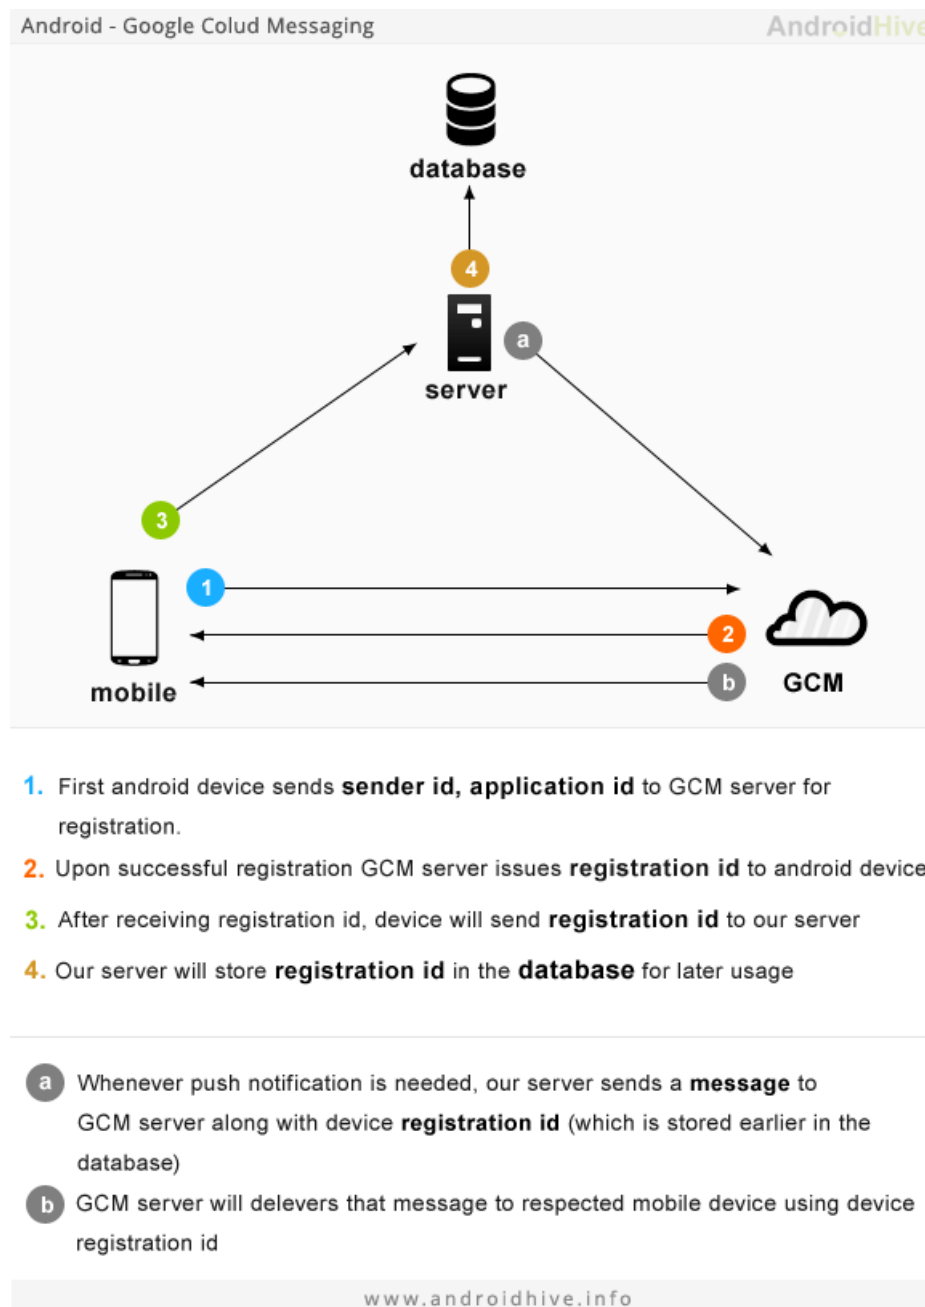 Android - Google Colud Messaging
AndroidHive
database
4
a
server
3
1
2
mobile
b
GCM
1. First android device sends sender id, application id to GCM server for
registration.
2. Upon successful registration GCM server issues registration id to android device
3. After receiving registration id, device will send registration id to our server
4. Our server will store registration id in the database for later usage
a Whenever push notification is needed, our server sends a message to
GCM server along with device registration id (which is stored earlier in the
database)
b GCM server will delevers that message to respected mobile device using device
registration id
www.androidhive.info